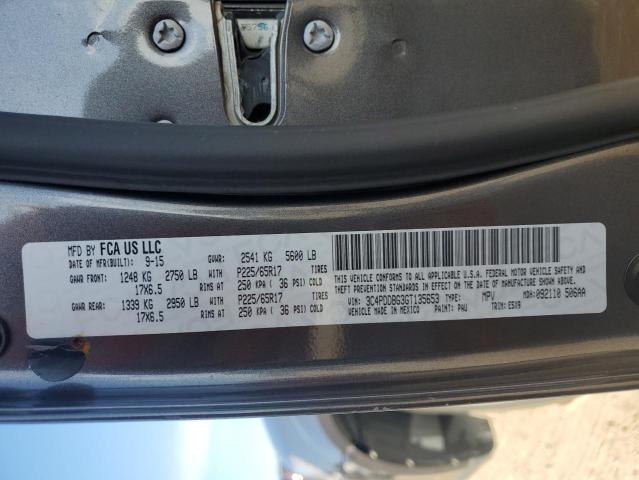 MFD BY FCA US LLC
MFR DATE(BUILT): 9-15 GVWR: 2541 KG 5600 LB
GAWR FRONT: 1248 KG 2750 LB WITH P225/65R17 TIRES
17X6.5 RIMS AT 250 KPA ( 36 PSI) COLD
GAWR REAR: 1339 KG 2950 LB WITH P225/65R17 TIRES
17X6.5 RIMS AT 250 KPA ( 36 PSI) COLD
THIS VEHICLE CONFORMS TO ALL APPLICABLE U.S.A. FEDERAL MOTOR VEHICLE SAFETY AND
THEFT PREVENTION STANDARDS IN EFFECT ON THE DATE OF MANUFACTURE SHOWN ABOVE.
VIN: 3C4PDDBG3GT135653 TYPE: MPV MDH: 092110 506AA
VEHICLE MADE IN MEXICO PAINT: PAU TRIM: E5X9